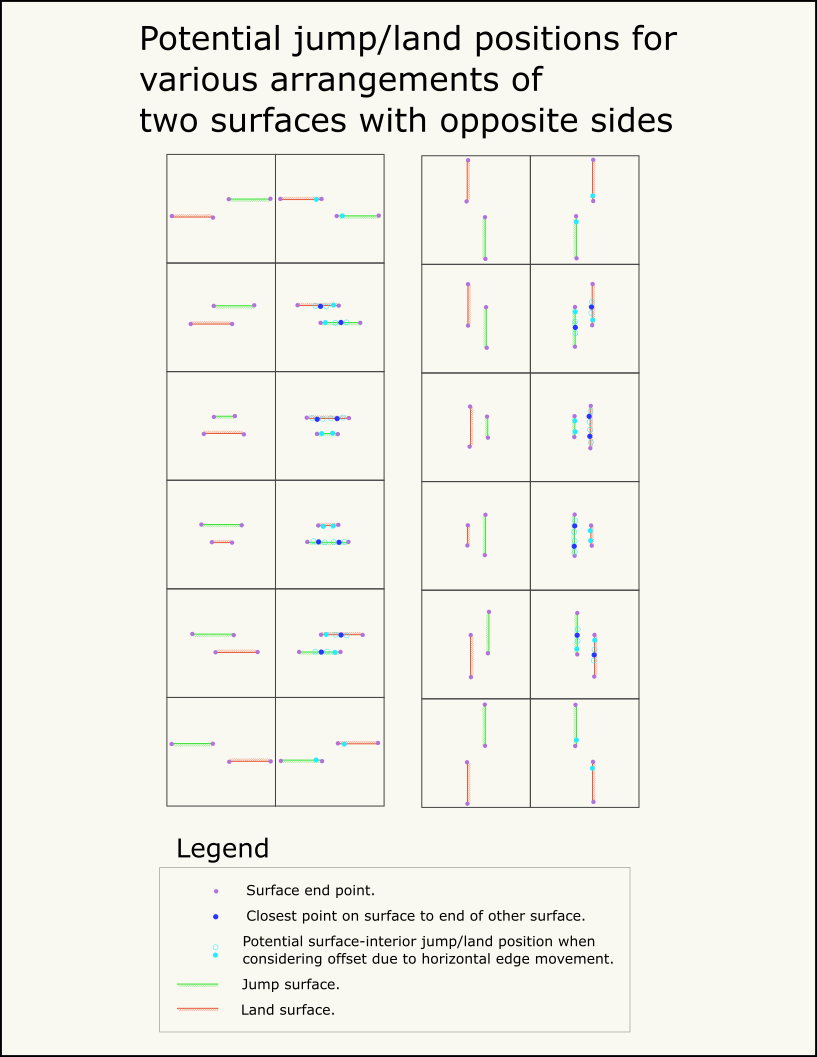 Potential jump/land positions for
various arrangements of
two surfaces with opposite sides
Legend
Surface end point.
Closest point on surface to end of other surface.
Potential surface-interior jump/land position when
considering offset due to horizontal edge movement.
Jump surface.
Land surface.